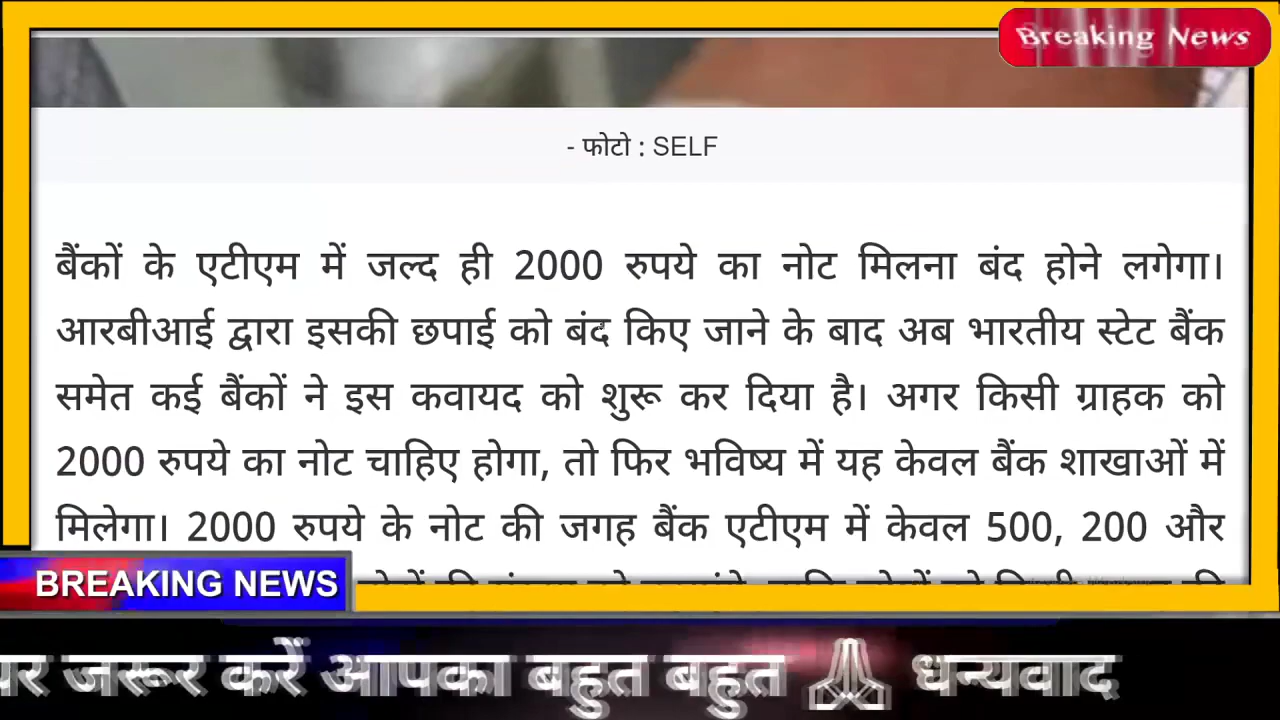 Breaking News
- फोटो : SELF
बैंकों के एटीएम में जल्द ही 2000 रुपये का नोट मिलना बंद होने लगेगा।
आरबीआई द्वारा इसकी छपाई को बंद किए जाने के बाद अब भारतीय स्टेट बैंक
समेत कई बैंकों ने इस कवायद को शुरू कर दिया है। अगर किसी ग्राहक को
2000 रुपये का नोट चाहिए होगा, तो फिर भविष्य में यह केवल बैंक शाखाओं में
मिलेगा। 2000 रुपये के नोट की जगह बैंक एटीएम में केवल 500, 200 और
BREAKING NEWS
जरूर करें आपका बहुत बहुत 🙏 धन्यवाद